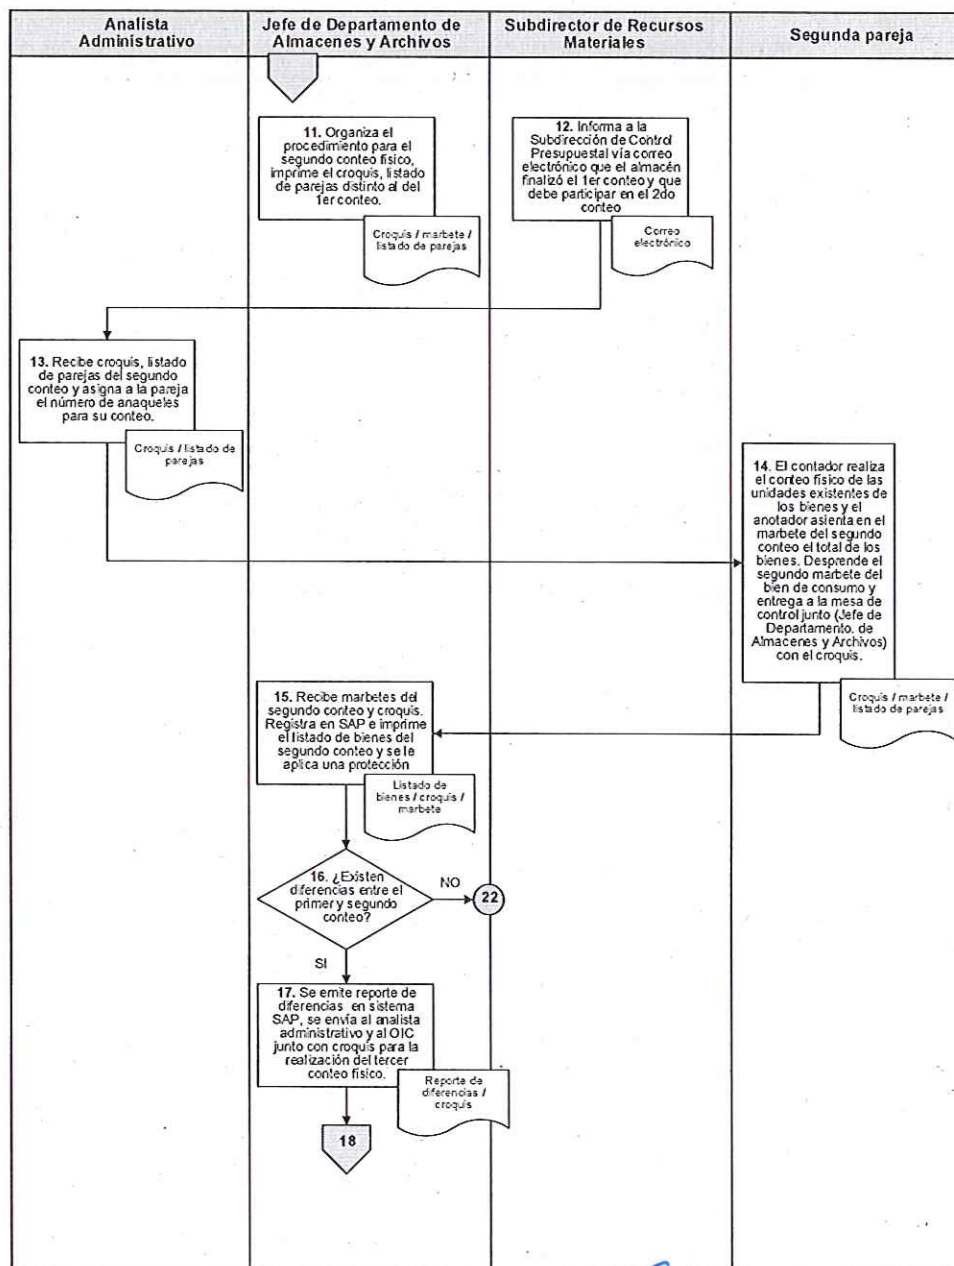 Analista
Administrativo
Jefe de Departamento de
Almacenes y Archivos
Subdirector de Recursos
Materiales
Segunda pareja
11. Organiza el
procedimiento para el
segundo conteo físico,
imprime el croquis, listado
de parejas distinto al del
1er conteo.
Croquis / marbete /
listado de parejas
12. Informa a la
Subdirección de Control
Presupuestal vía correo
electrónico que el almacén
finalizó el 1er conteo y que
debe participar en el 2do
conteo
Correo
electrónico
13. Recibe croquis, listado
de parejas del segundo
conteo y asigna a la pareja
el número de anaqueles
para su conteo.
Croquis / listado de
parejas
14. El contador realiza
el conteo físico de las
unidades existentes de
los bienes y el
anotador asienta en el
marbete del segundo
conteo el total de los
bienes. Desprende el
segundo marbete del
bien de consumo y
entrega a la mesa de
control junto (Jefe de
Departamento. de
Almacenes y Archivos)
con el croquis.
Croquis / marbete /
listado de parejas
15. Recibe marbetes del
segundo conteo y croquis.
Registra en SAP e imprime
el listado de bienes del
segundo conteo y se le
aplica una protección
Listado de
bienes / croquis /
marbete
16. ¿Existen
diferencias entre el
primer y segundo
conteo?
NO
22
SI
17. Se emite reporte de
diferencias en sistema
SAP, se envía al analista
administrativo y al OIC
junto con croquis para la
realización del tercer
conteo físico.
Reporte de
diferencias /
croquis
18